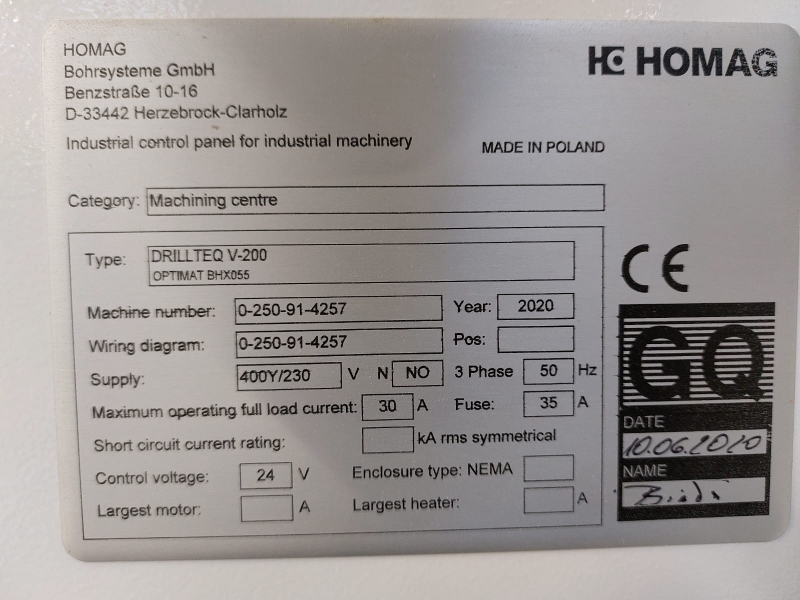 HOMAG
Bohrsysteme GmbH
Benzstraße 10-16
D-33442 Herzebrock-Clarholz
HOMAG
Industrial control panel for industrial machinery
MADE IN POLAND
Category: Machining centre
Type: DRILLTEQ V-200
OPTIMAT BHX055
CE
Machine number: 0-250-91-4257 Year: 2020
Wiring diagram: 0-250-91-4257 Pos:
Supply: 400Y/230 V N NO 3 Phase 50 Hz
Maximum operating full load current: 30 A Fuse: 35 A
Short circuit current rating: kA rms symmetrical
Control voltage: 24 V Enclosure type: NEMA
Largest motor: A Largest heater: A
GQ
DATE
10.06.2020
NAME